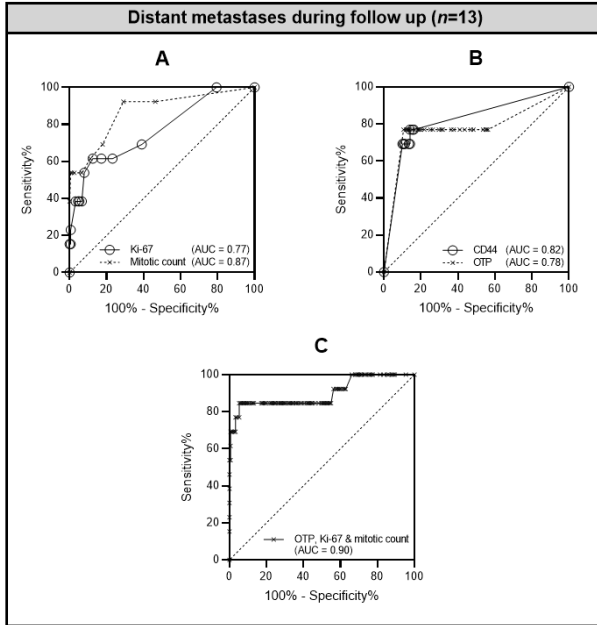 Distant metastases during follow up (n=13)
A
100
80
60
40
20
0
Sensitivity%
Ki-67 (AUC = 0.77)
Mitotic count (AUC = 0.87)
0 20 40 60 80 100
100% - Specificity%
B
100
80
60
40
20
0
Sensitivity%
CD44 (AUC = 0.82)
OTP (AUC = 0.78)
0 20 40 60 80 100
100% - Specificity%
C
100
80
60
40
20
0
Sensitivity%
OTP, Ki-67 & mitotic count
(AUC = 0.90)
0 20 40 60 80 100
100% - Specificity%